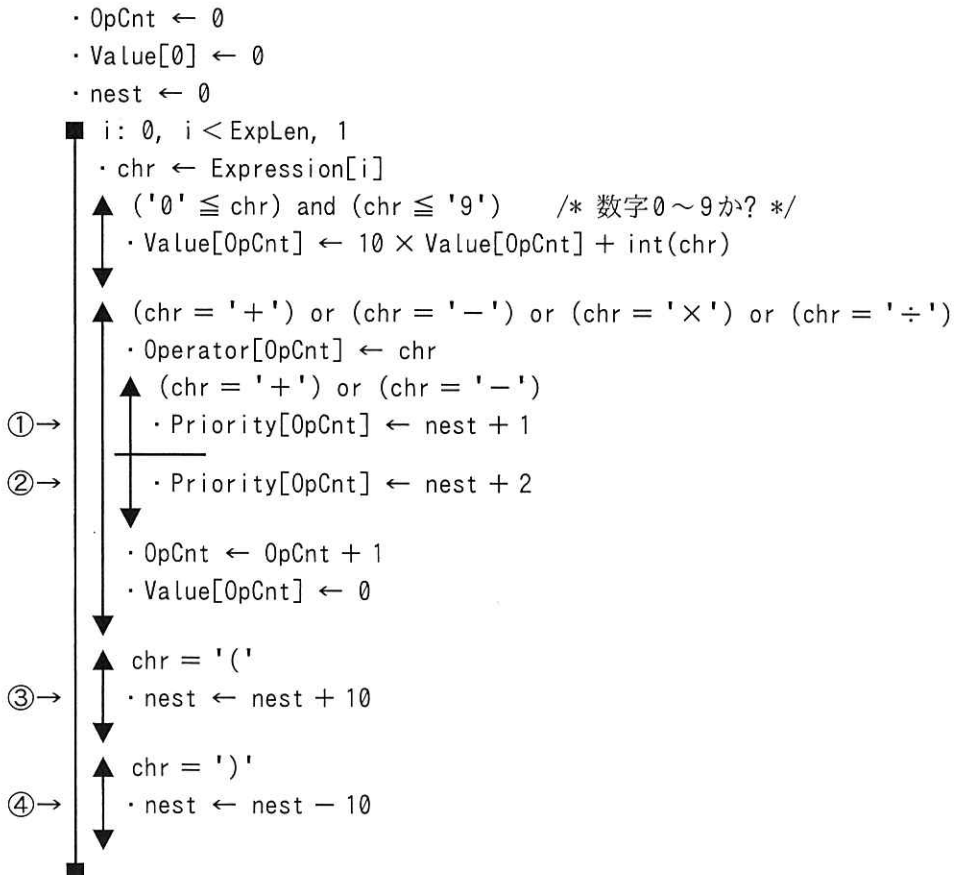 ・OpCnt ← 0
・Value[0] ← 0
・nest ← 0
■ i: 0, i < ExpLen, 1
・chr ← Expression[i]
▲ ('0' ≦ chr) and (chr ≦ '9') /* 数字0～9か? */
・Value[OpCnt] ← 10 × Value[OpCnt] + int(chr)
▼
▲ (chr = '+') or (chr = '−') or (chr = '×') or (chr = '÷')
・Operator[OpCnt] ← chr
▲ (chr = '+') or (chr = '−')
①→ ・Priority[OpCnt] ← nest + 1
②→ ・Priority[OpCnt] ← nest + 2
▼
・OpCnt ← OpCnt + 1
・Value[OpCnt] ← 0
▼
▲ chr = '('
③→ ・nest ← nest + 10
▼
▲ chr = ')'
④→ ・nest ← nest − 10
▼
■